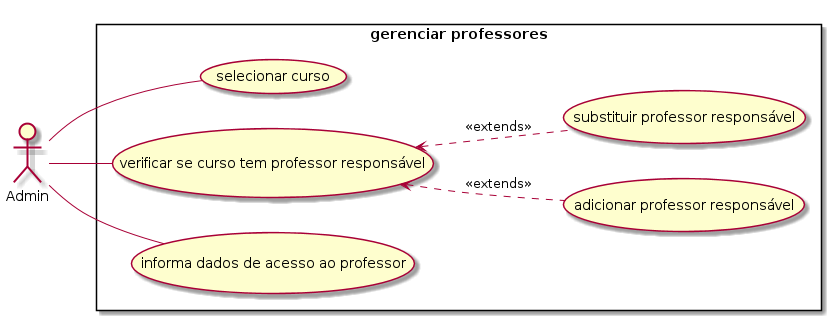 gerenciar professores
selecionar curso
substituir professor responsável
«extends»
verificar se curso tem professor responsável
«extends»
Admin
adicionar professor responsável
informa dados de acesso ao professor